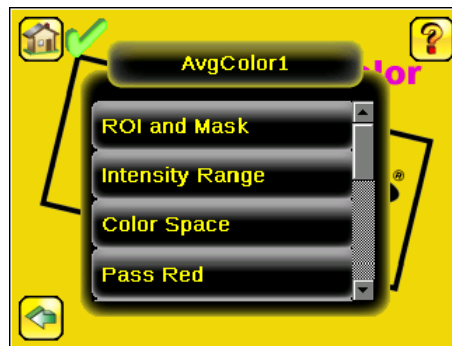 AvgColor1
lor
ROI and Mask
Intensity Range
®
Color Space
Pass Red